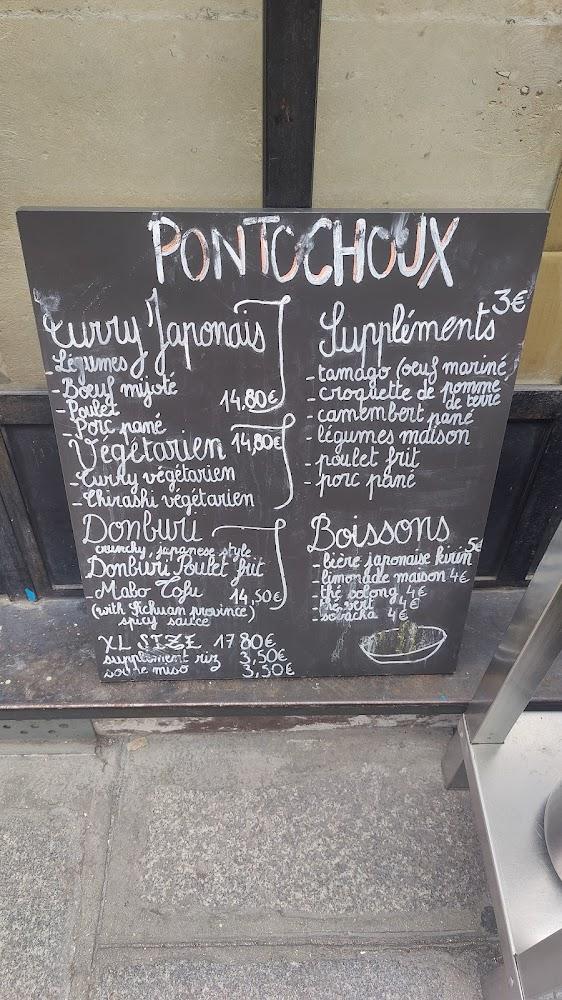 PONTOCHOUX
Curry Japonais
- Légumes
- Boeuf mijoté
- Poulet
14,80€
- Porc pané
Végétarien 14,80€
- Curry végétarien
- Chirashi végétarien
Donburi
crunchy, japanese style
Donburi Poulet frit
- Mabo Tofu 14,50€
(with Sichuan province)
spicy sauce
XL SIZE 17 80€
supplément riz 3,50€
soupe miso 3,50€
Suppléments 3€
- tamago (oeuf mariné)
- croquette de pomme
de terre
- camembert pané
- légumes maison
- poulet frit
- porc pané
Boissons
- bière japonaise kirin 5€
- limonade maison 4€
- thé oolong 4€
- thé vert 4€
- sobacha 4€